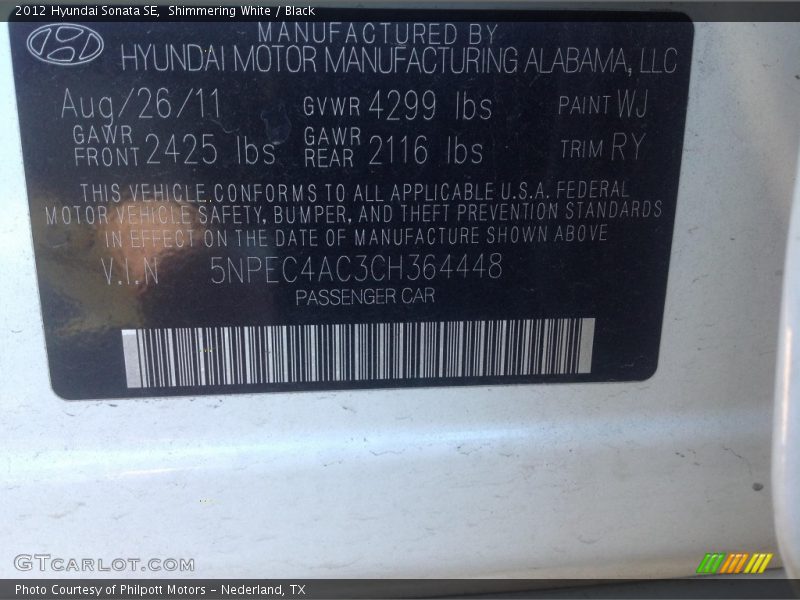 2012 Hyundai Sonata SE, Shimmering White / Black
MANUFACTURED BY
HYUNDAI MOTOR MANUFACTURING ALABAMA, LLC
Aug/26/11 GVWR 4299 lbs PAINT WJ
GAWR FRONT 2425 lbs GAWR REAR 2116 lbs TRIM RY
THIS VEHICLE CONFORMS TO ALL APPLICABLE U.S.A. FEDERAL
MOTOR VEHICLE SAFETY, BUMPER, AND THEFT PREVENTION STANDARDS
IN EFFECT ON THE DATE OF MANUFACTURE SHOWN ABOVE
V.I.N 5NPEC4AC3CH364448
PASSENGER CAR
GTCARLOT.COM
Photo Courtesy of Philpott Motors - Nederland, TX